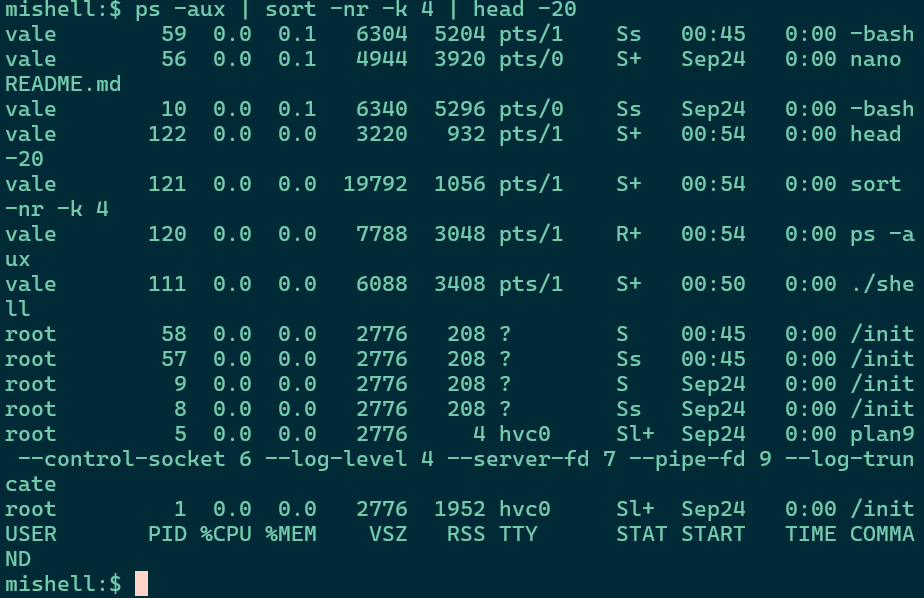 mishell:$ ps -aux | sort -nr -k 4 | head -20
vale        59  0.0  0.1   6304  5204 pts/1    Ss   00:45   0:00 -bash
vale        56  0.0  0.1   4944  3920 pts/0    S+   Sep24   0:00 nano
README.md
vale        10  0.0  0.1   6340  5296 pts/0    Ss   Sep24   0:00 -bash
vale       122  0.0  0.0   3220   932 pts/1    S+   00:54   0:00 head
-20
vale       121  0.0  0.0  19792  1056 pts/1    S+   00:54   0:00 sort
-nr -k 4
vale       120  0.0  0.0   7788  3048 pts/1    R+   00:54   0:00 ps -a
ux
vale       111  0.0  0.0   6088  3408 pts/1    S+   00:50   0:00 ./she
ll
root        58  0.0  0.0   2776   208 ?        S    00:45   0:00 /init
root        57  0.0  0.0   2776   208 ?        Ss   00:45   0:00 /init
root         9  0.0  0.0   2776   208 ?        S    Sep24   0:00 /init
root         8  0.0  0.0   2776   208 ?        Ss   Sep24   0:00 /init
root         5  0.0  0.0   2776     4 hvc0     Sl+  Sep24   0:00 plan9
 --control-socket 6 --log-level 4 --server-fd 7 --pipe-fd 9 --log-trun
cate
root         1  0.0  0.0   2776  1952 hvc0     Sl+  Sep24   0:00 /init
USER       PID %CPU %MEM    VSZ   RSS TTY      STAT START   TIME COMMA
ND
mishell:$